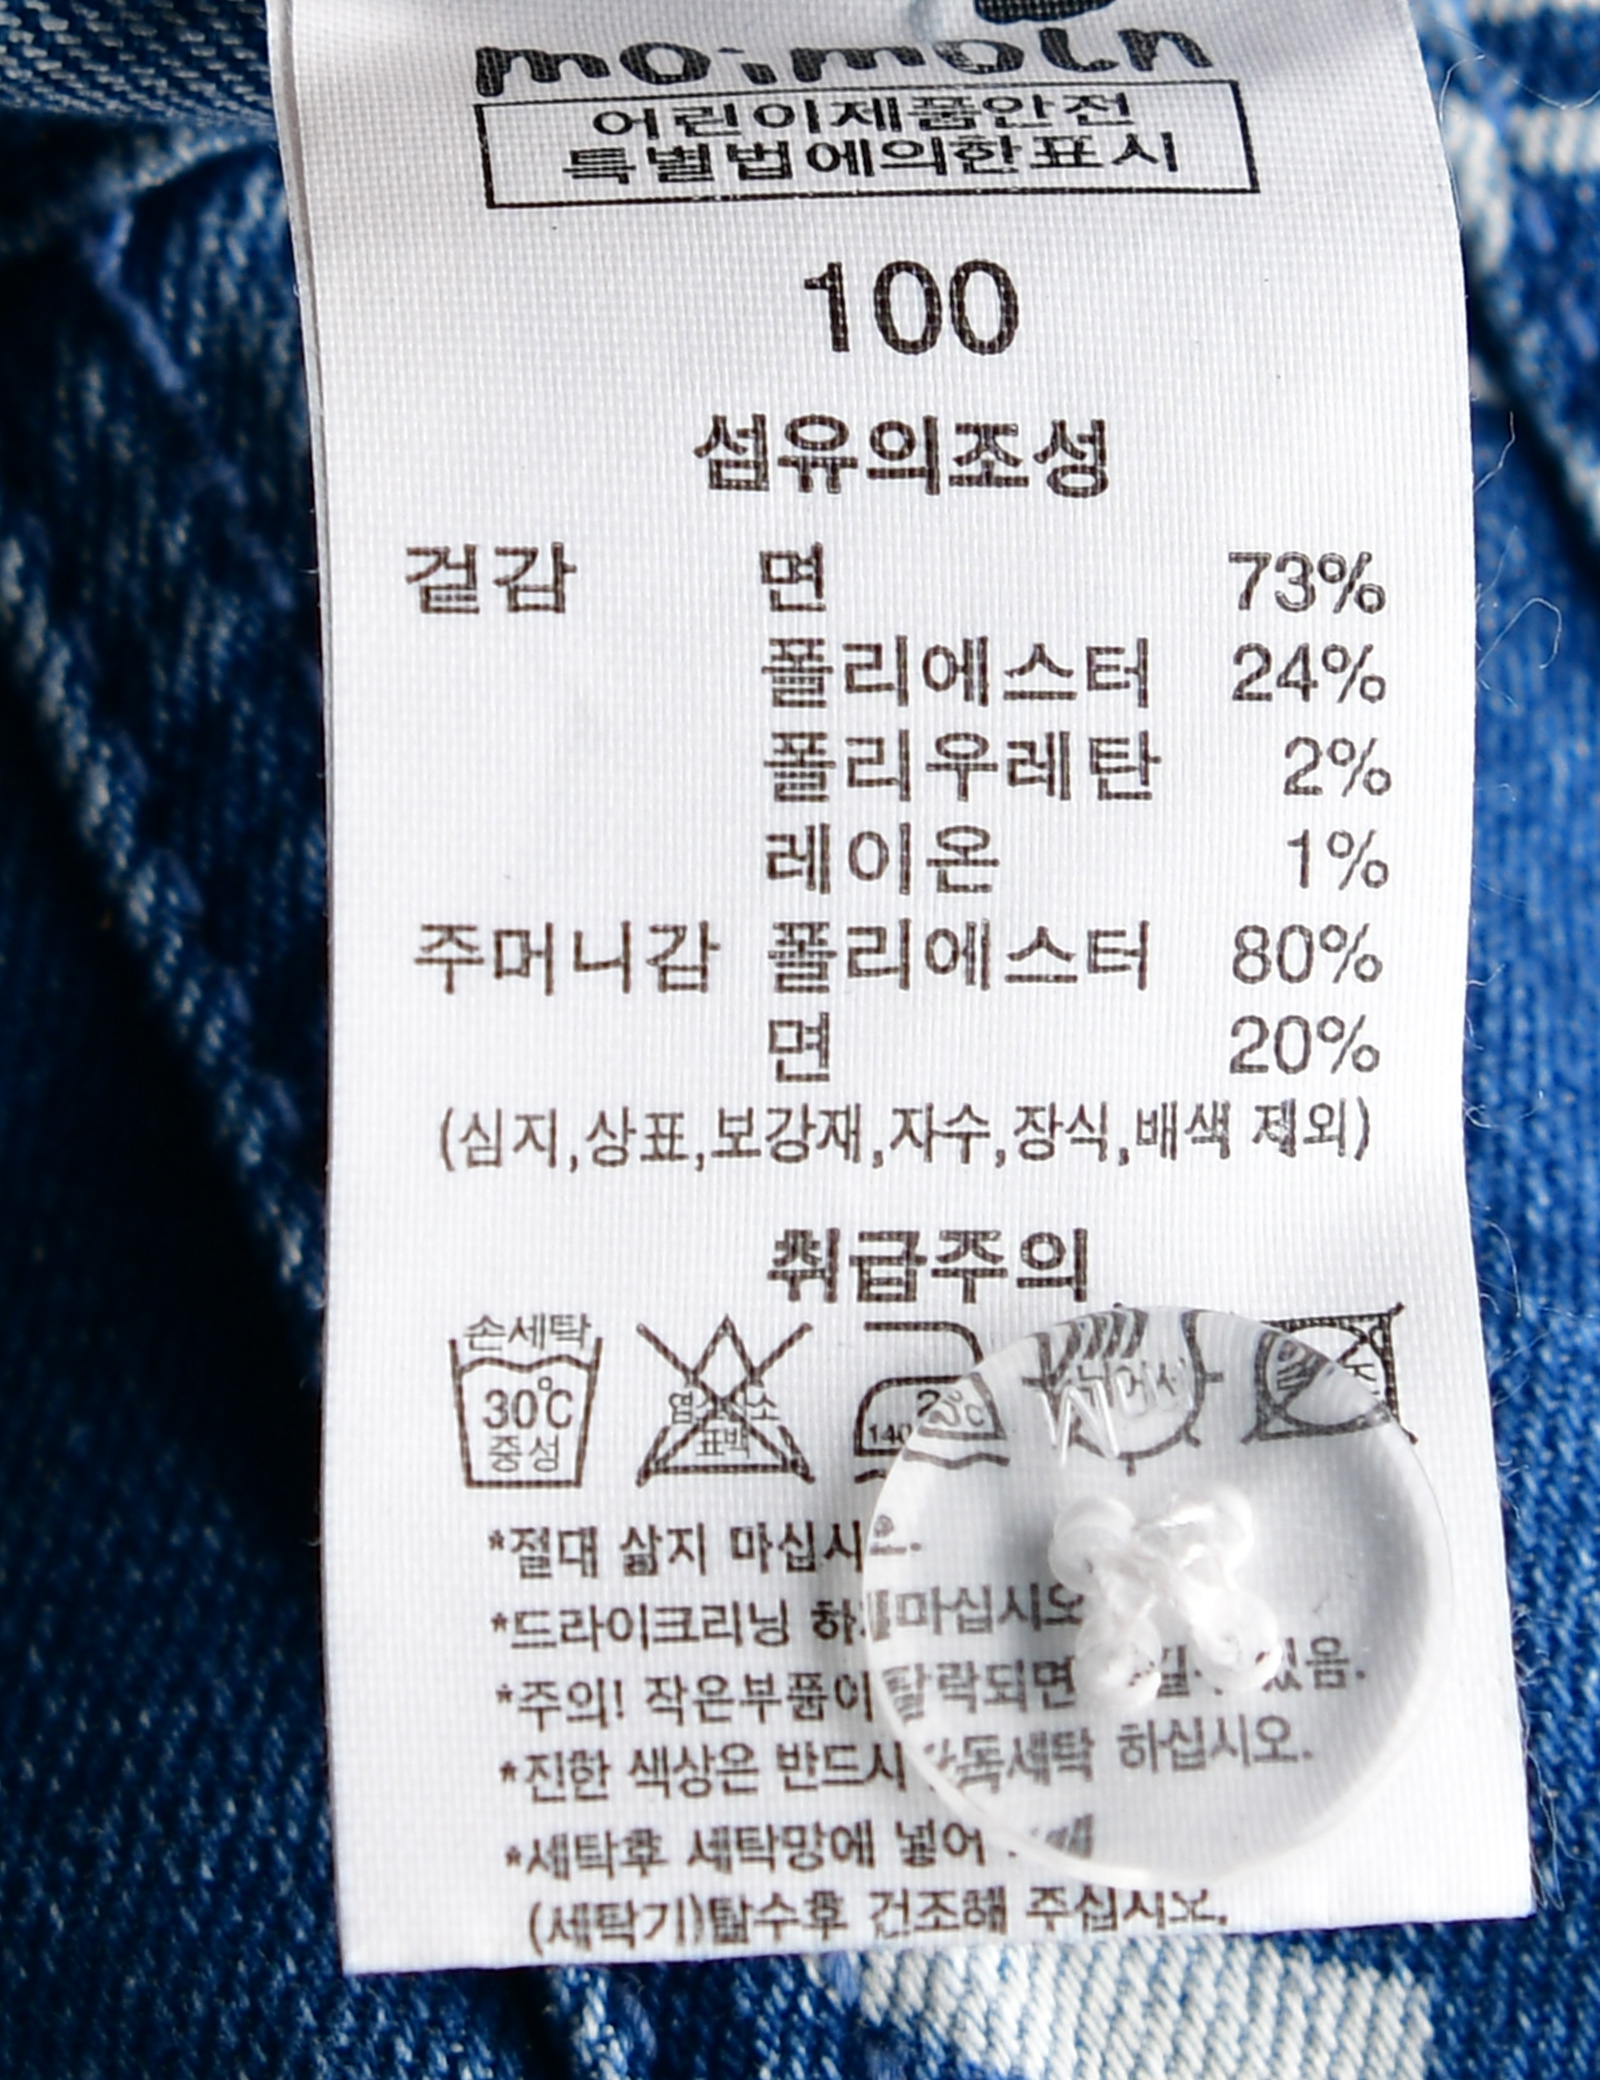 mo;moln
어린이제품안전
특별법에의한표시
100
섬유의조성
겉감 면 73%
폴리에스터 24%
폴리우레탄 2%
레이온 1%
주머니감 폴리에스터 80%
면 20%
(심지,상표,보강재,자수,장식,배색 제외)
취급주의
손세탁
30℃
중성
염소
표백
140
*절대 삶지 마십시
*드라이크리닝 하 마십시오
*주의! 작은부품이 탈락되면 있음.
*진한 색상은 반드시 단독세탁 하십시오.
*세탁후 세탁망에 넣어
(세탁기)탈수후 건조해 주십시오.